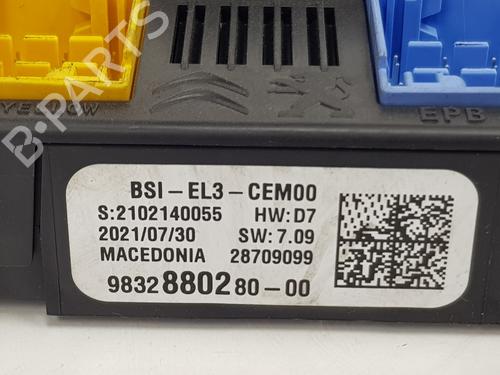 YELLOW
EPB
B-PARTS
BSI-EL3-CEM00
S:2102140055 HW:D7
2021/07/30 SW:7.09
MACEDONIA 28709099
9832880280-00